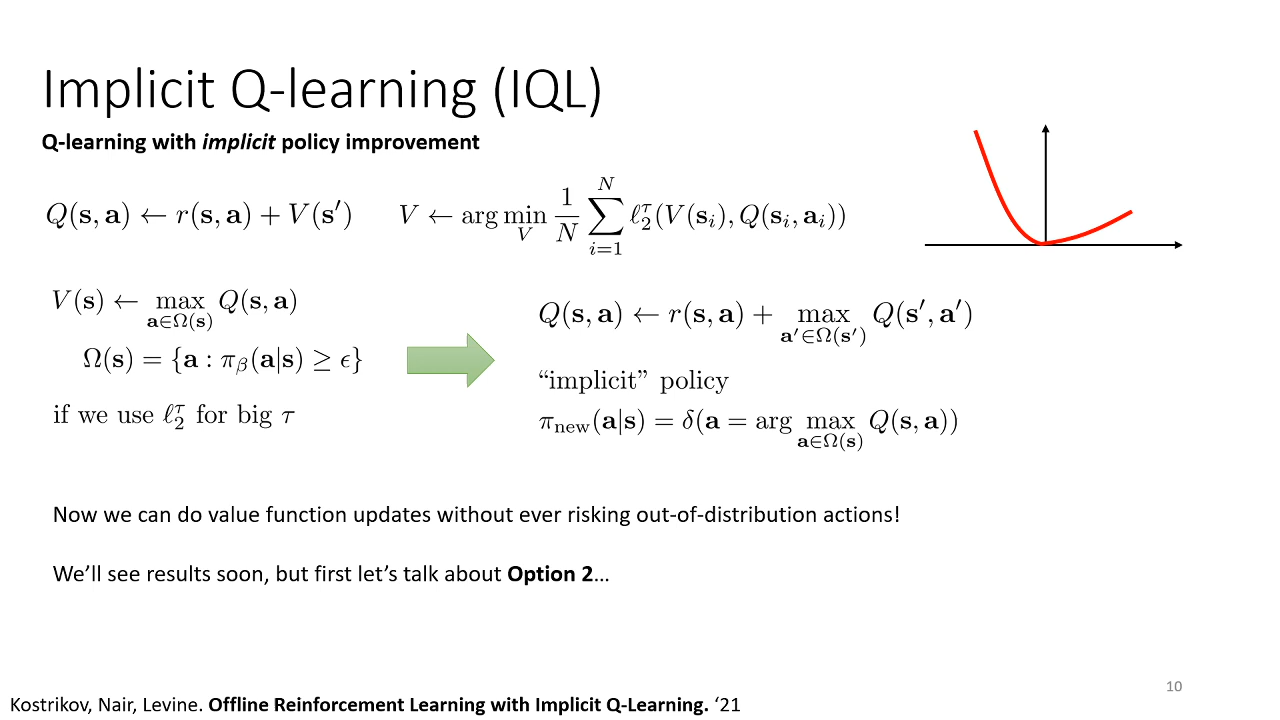 Implicit Q-learning (IQL)
Q-learning with implicit policy improvement
Q(s, a) ← r(s, a) + V(s′)
V ← arg min_V 1/N ∑_{i=1}^{N} ℓ_2^τ(V(s_i), Q(s_i, a_i))
V(s) ← max_{a∈Ω(s)} Q(s, a)
Ω(s) = {a : π_β(a|s) ≥ ϵ}
if we use ℓ_2^τ for big τ
Q(s, a) ← r(s, a) + max_{a′∈Ω(s′)} Q(s′, a′)
“implicit” policy
π_new(a|s) = δ(a = arg max_{a∈Ω(s)} Q(s, a))
Now we can do value function updates without ever risking out-of-distribution actions!
We’ll see results soon, but first let’s talk about Option 2…
10
Kostrikov, Nair, Levine. Offline Reinforcement Learning with Implicit Q-Learning. ‘21